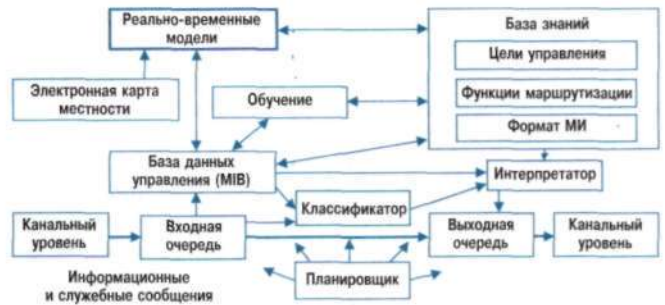 Реально-временные
модели
База знаний
Цели управления
Электронная карта
местности
Обучение
Функции маршрутизации
Формат МИ
База данных
управления (MIB)
Интерпретатор
Классификатор
Канальный
уровень
Входная
очередь
Выходная
очередь
Канальный
уровень
Планировщик
Информационные
и служебные сообщения